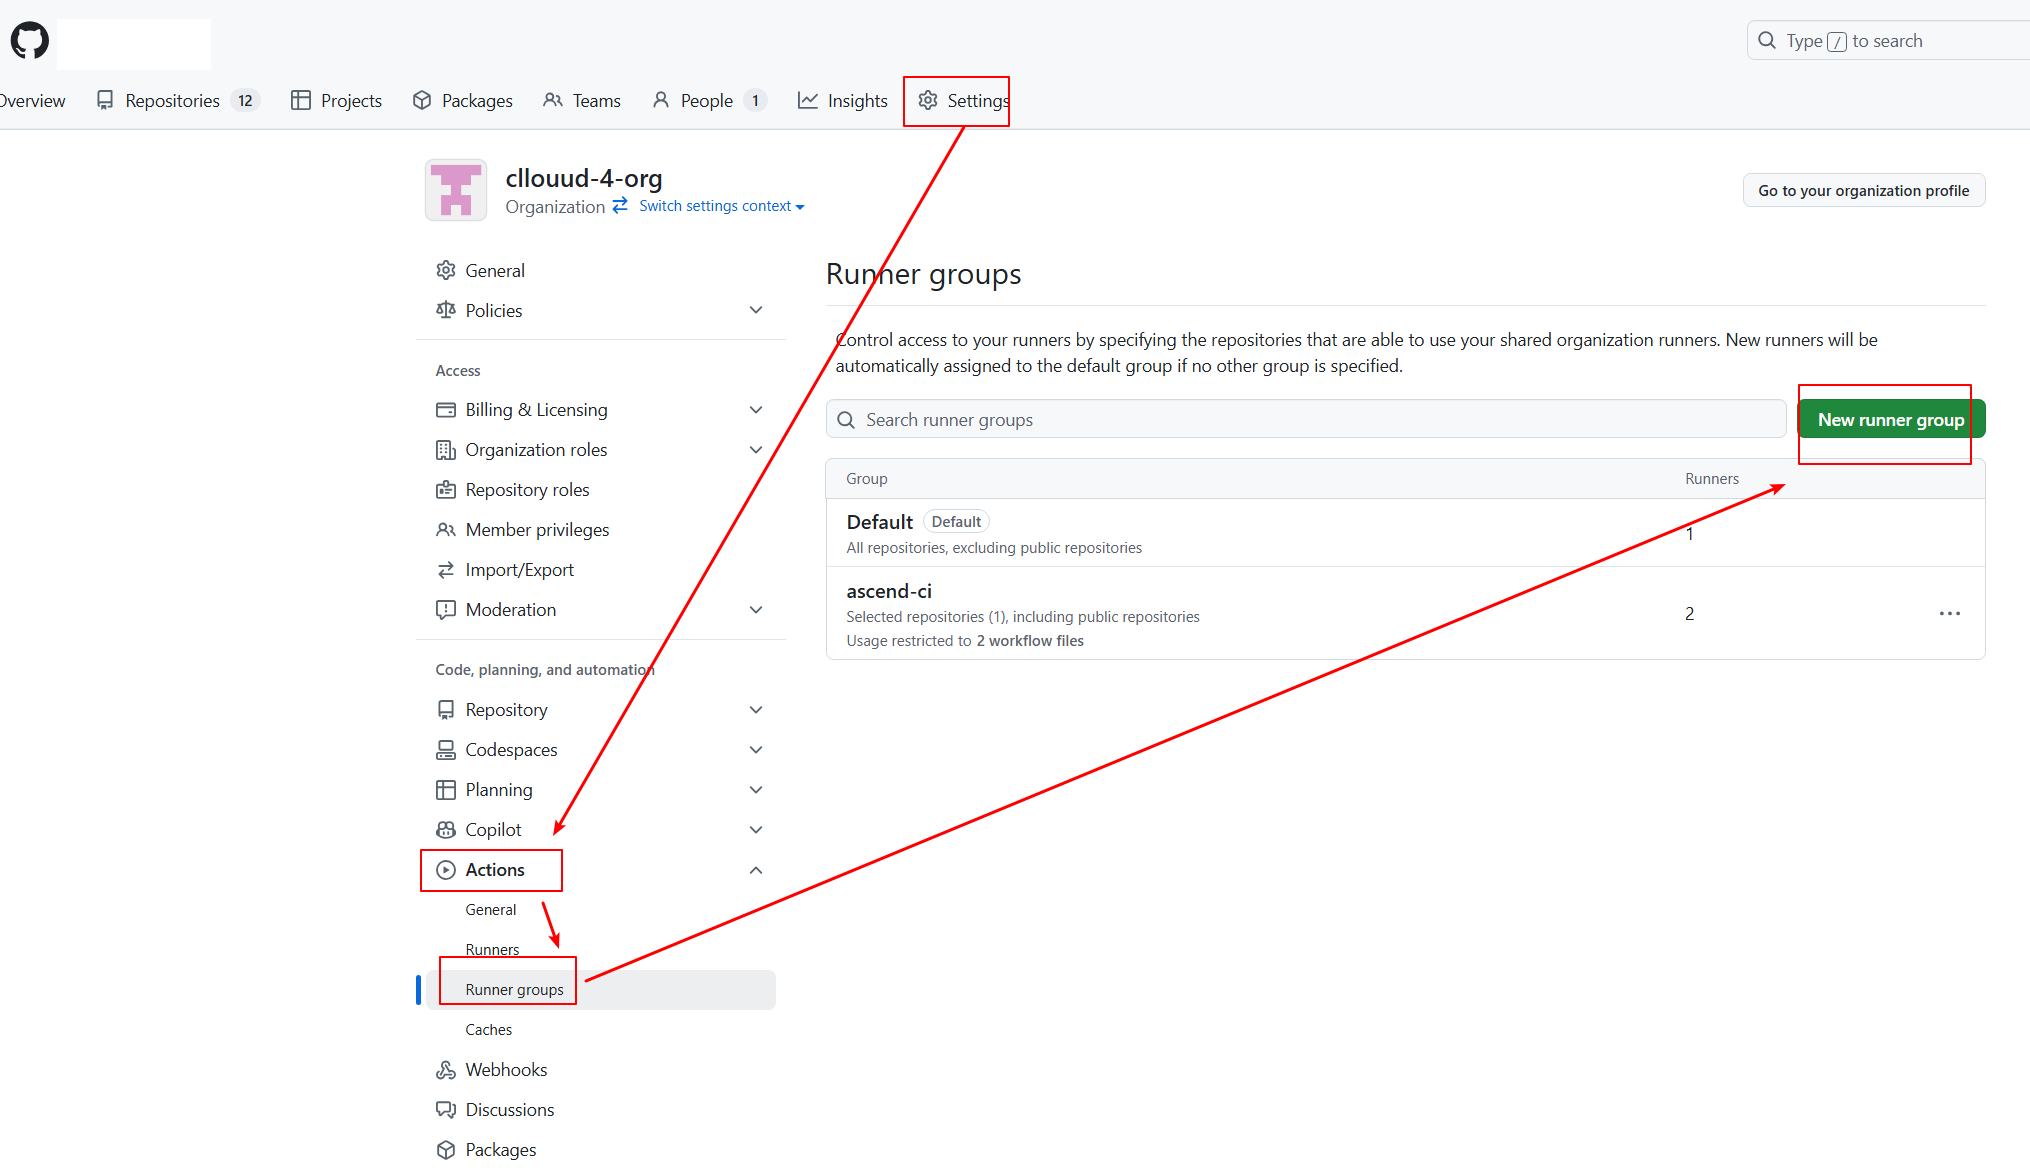 Type / to search
Overview Repositories 12 Projects Packages Teams People 1 Insights Settings
cllouud-4-org
Organization Switch settings context
Go to your organization profile
General
Policies
Access
Billing & Licensing
Organization roles
Repository roles
Member privileges
Import/Export
Moderation
Code, planning, and automation
Repository
Codespaces
Planning
Copilot
Actions
General
Runners
Runner groups
Caches
Webhooks
Discussions
Packages
Runner groups
Control access to your runners by specifying the repositories that are able to use your shared organization runners. New runners will be
automatically assigned to the default group if no other group is specified.
Search runner groups
New runner group
Group Runners
Default Default
All repositories, excluding public repositories
1
ascend-ci
Selected repositories (1), including public repositories
Usage restricted to 2 workflow files
2